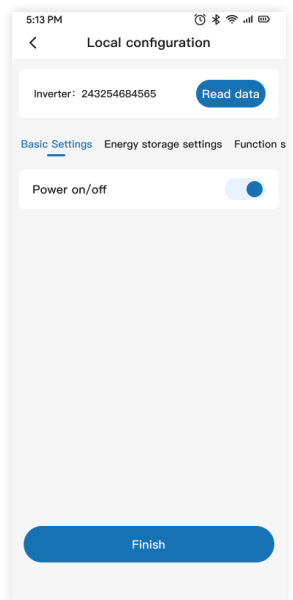 5:13 PM
Local configuration
Inverter: 243254684565
Read data
Basic Settings Energy storage settings Function s
Power on/off
Finish